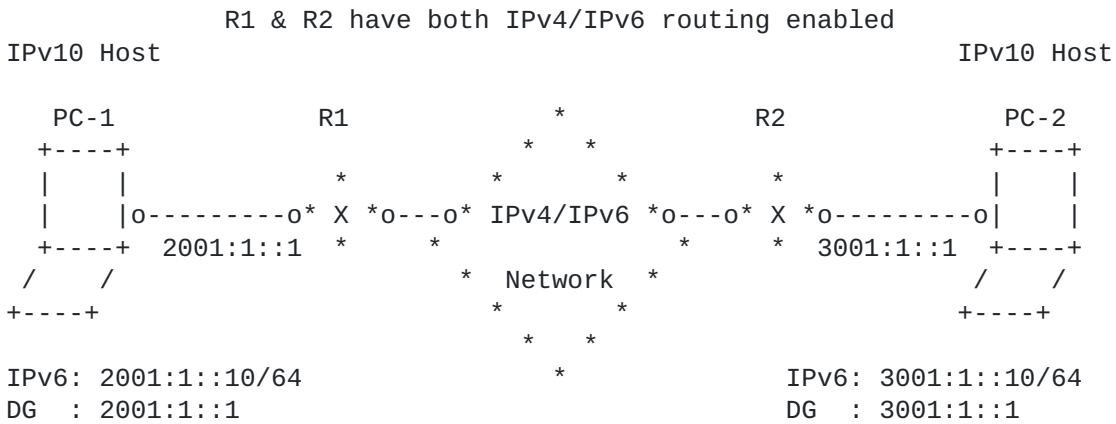 R1 & R2 have both IPv4/IPv6 routing enabled
IPv10 Host IPv10 Host
PC-1 R1 * R2 PC-2
+----+ * * +----+
| | * * * * | |
| |o---------o* X *o---o* IPv4/IPv6 *o---o* X *o---------o| |
+----+ 2001:1::1 * * * * 3001:1::1 +----+
/ / * Network * / /
+----+ * * +----+
* *
IPv6: 2001:1::10/64 * IPv6: 3001:1::10/64
DG : 2001:1::1 DG : 3001:1::1